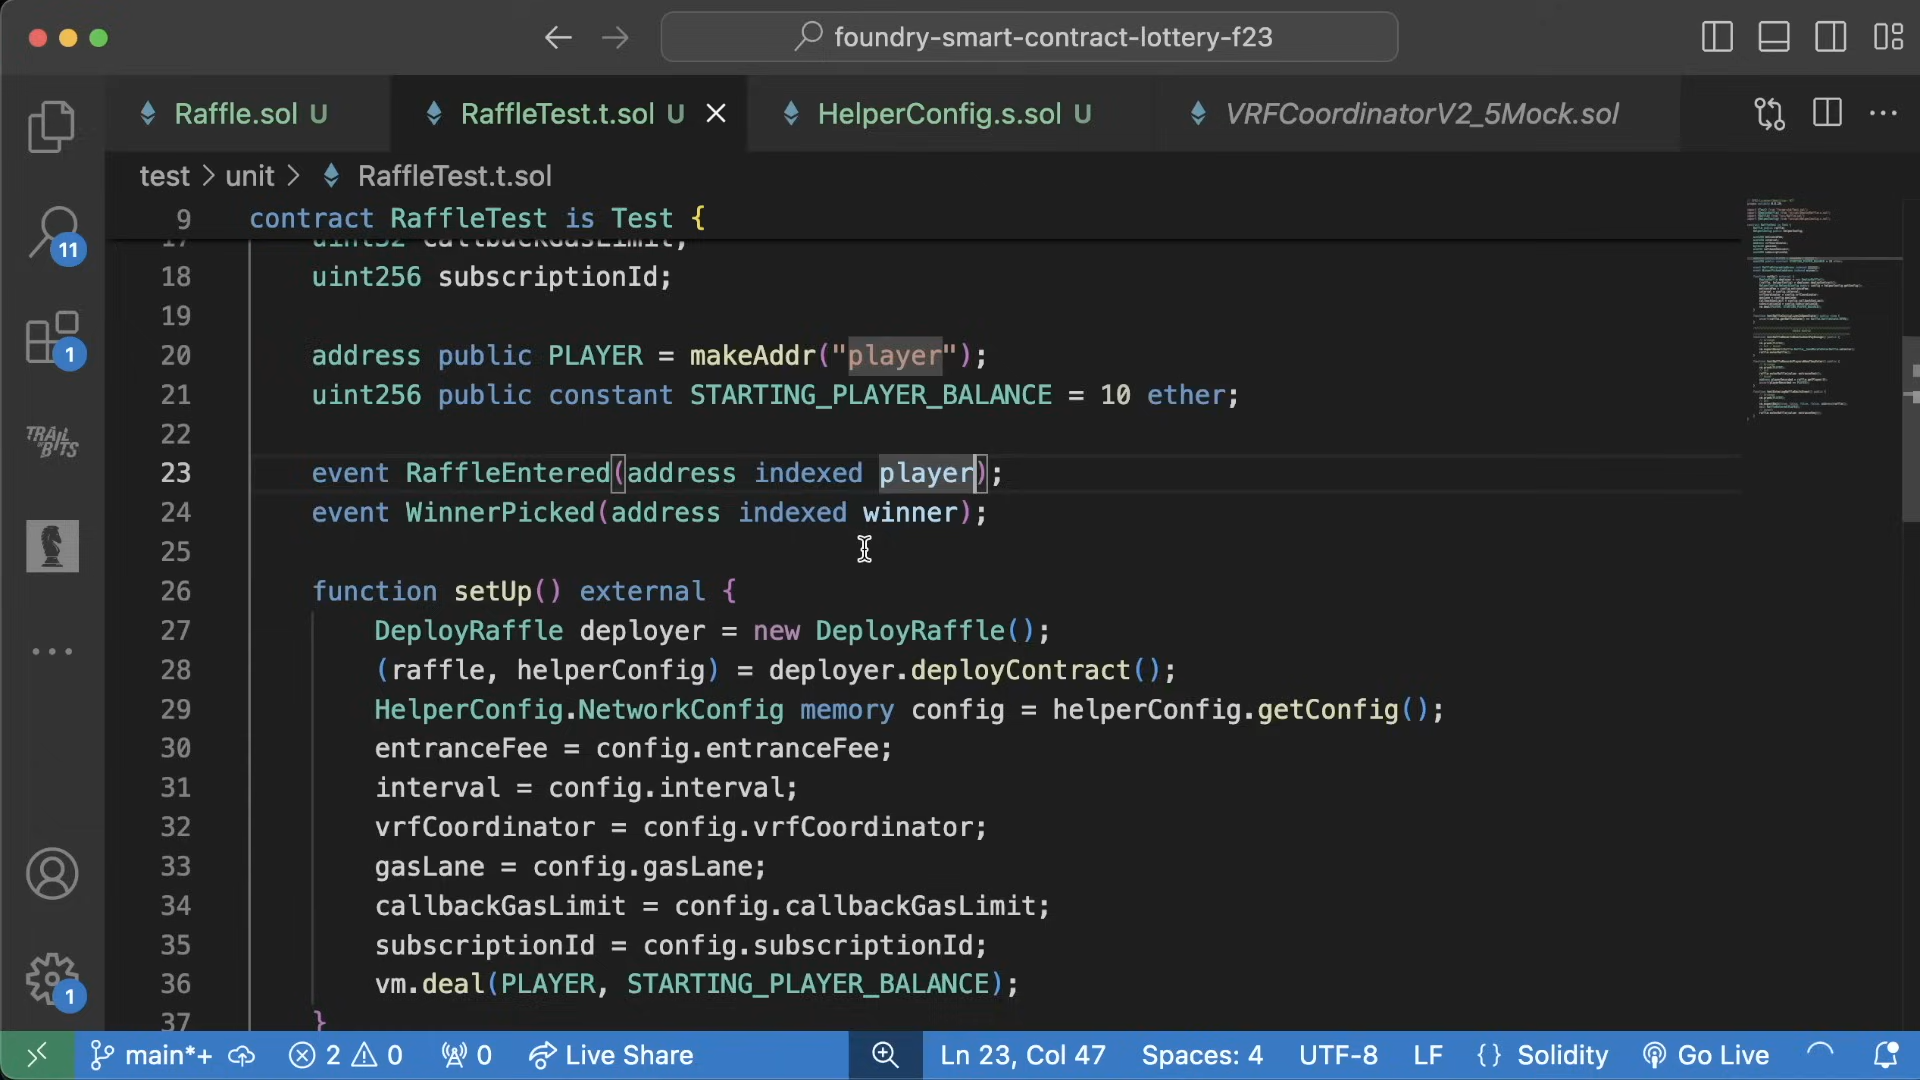 foundry-smart-contract-lottery-f23
Raffle.sol U
RaffleTest.t.sol U
HelperConfig.s.sol U
VRFCoordinatorV2_5Mock.sol
test > unit > RaffleTest.t.sol
9 contract RaffleTest is Test {
17 uint32 callbackGasLimit;
18 uint256 subscriptionId;
19
20 address public PLAYER = makeAddr("player");
21 uint256 public constant STARTING_PLAYER_BALANCE = 10 ether;
22
23 event RaffleEntered(address indexed player);
24 event WinnerPicked(address indexed winner);
25
26 function setUp() external {
27 DeployRaffle deployer = new DeployRaffle();
28 (raffle, helperConfig) = deployer.deployContract();
29 HelperConfig.NetworkConfig memory config = helperConfig.getConfig();
30 entranceFee = config.entranceFee;
31 interval = config.interval;
32 vrfCoordinator = config.vrfCoordinator;
33 gasLane = config.gasLane;
34 callbackGasLimit = config.callbackGasLimit;
35 subscriptionId = config.subscriptionId;
36 vm.deal(PLAYER, STARTING_PLAYER_BALANCE);
37 }
11
1
TRAIL OF BITS
1
main*+ 2 0 0 Live Share Ln 23, Col 47 Spaces: 4 UTF-8 LF {} Solidity Go Live